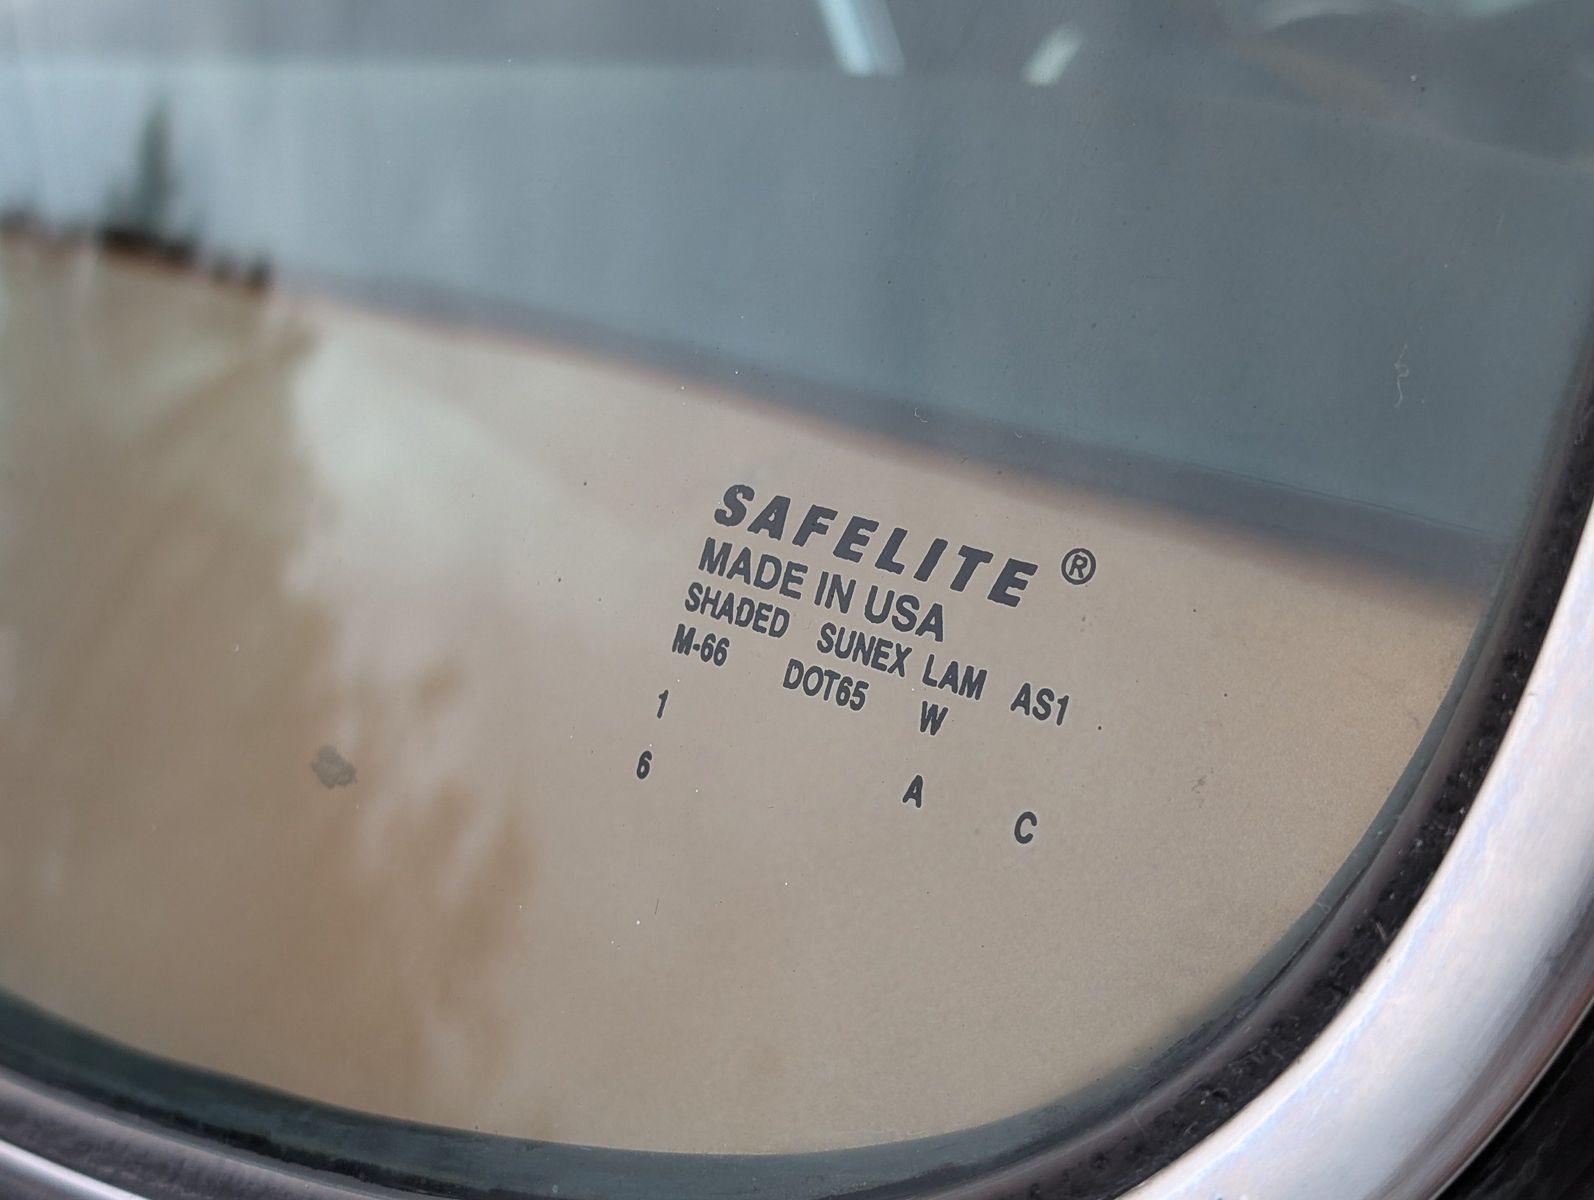 SAFELITE ®
MADE IN USA
SHADED SUNEX LAM AS1
M-66 DOT65 W
1
6 A C